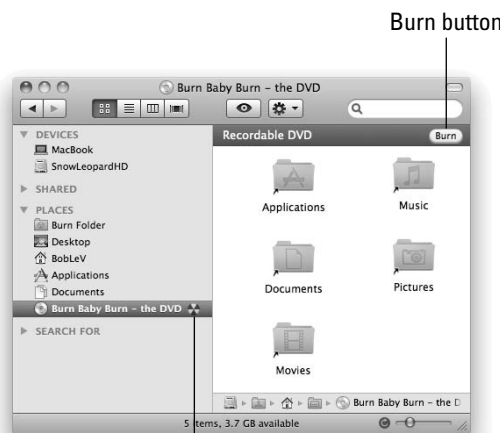 Burn button
Burn Baby Burn – the DVD
Recordable DVD
Burn
DEVICES
MacBook
SnowLeopardHD
SHARED
PLACES
Burn Folder
Desktop
BobLeV
Applications
Documents
Burn Baby Burn – the DVD
SEARCH FOR
Applications
Music
Documents
Pictures
Movies
Burn Baby Burn – the D
5 items, 3.7 GB available